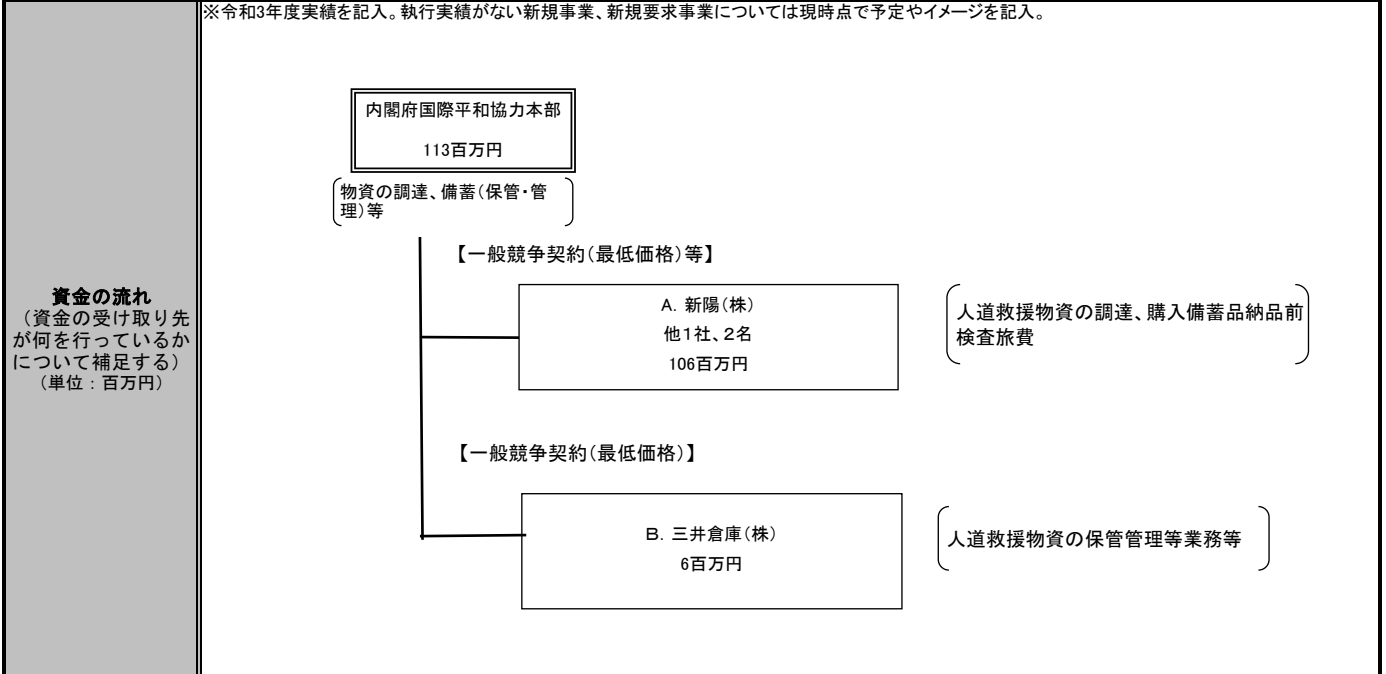 ※令和3年度実績を記入。執行実績がない新規事業、新規要求事業については現時点で予定やイメージを記入。
資金の流れ
(資金の受け取り先
が何を行っているか
について補足する)
(単位:百万円)
内閣府国際平和協力本部
113百万円
物資の調達、備蓄(保管・管
理)等
【一般競争契約(最低価格)等】
A. 新陽(株)
他1社、2名
106百万円
人道救援物資の調達、購入備蓄品納品前
検査旅費
【一般競争契約(最低価格)】
B. 三井倉庫(株)
6百万円
人道救援物資の保管管理等業務等